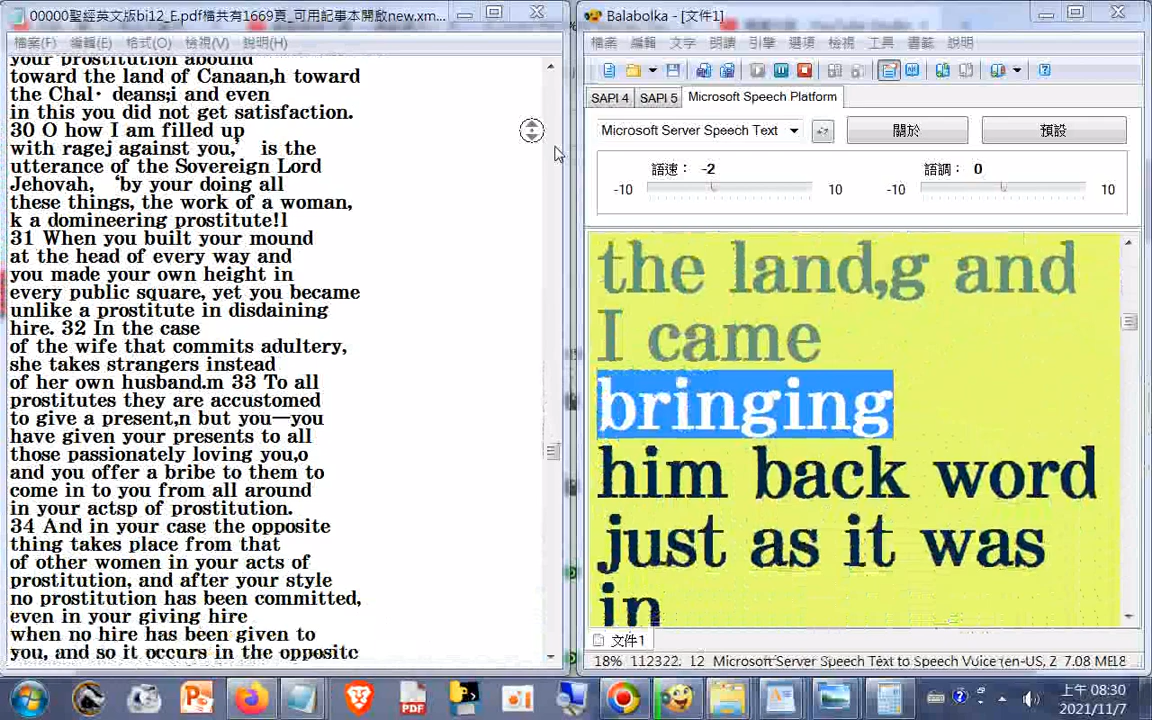 00000聖經英文版bi12_E.pdf檔共有1669頁_可用記事本開啟new.xm...
檔案(F) 編輯(E) 格式(O) 檢視(V) 說明(H)
your prostitution abound
toward the land of Canaan,h toward
the Chal· deans;i and even
in this you did not get satisfaction.
30 O how I am filled up
with ragej against you,’ is the
utterance of the Sovereign Lord
Jehovah, ‘by your doing all
these things, the work of a woman,
k a domineering prostitute!l
31 When you built your mound
at the head of every way and
you made your own height in
every public square, yet you became
unlike a prostitute in disdaining
hire. 32 In the case
of the wife that commits adultery,
she takes strangers instead
of her own husband.m 33 To all
prostitutes they are accustomed
to give a present,n but you—you
have given your presents to all
those passionately loving you,o
and you offer a bribe to them to
come in to you from all around
in your actsp of prostitution.
34 And in your case the opposite
thing takes place from that
of other women in your acts of
prostitution, and after your style
no prostitution has been committed,
even in your giving hire
when no hire has been given to
you, and so it occurs in the opposite
Balabolka - [文件1]
檔案 編輯 文字 朗讀 引擎 選項 檢視 工具 書籤 說明
SAPI 4 SAPI 5 Microsoft Speech Platform
Microsoft Server Speech Text 關於 預設
語速： -2 語調： 0
-10 10 -10 10
the land,g and
I came
bringing
him back word
just as it was
in
文件1
18% 112322. 12 Microsoft Server Speech Text to Speech Voice (en-US, Z 7.08 MELB
上午 08:30
2021/11/7